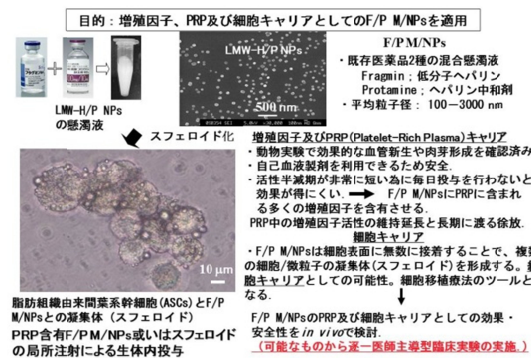 目的：増殖因子、PRP及び細胞キャリアとしてのF/P M/NPsを適用
LMW-H/P NPs
の懸濁液
LMW-H/P NPs
500 nm
F/P M/NPs
・既存医薬品2種の混合懸濁液
Fragmin；低分子ヘパリン
Protamine；ヘパリン中和剤
・平均粒子径：100－3000 nm
スフェロイド化
10 μm
脂肪組織由来間葉系幹細胞(ASCs)とF/P
M/NPsとの凝集体（スフェロイド）
PRP含有F/P M/NPs或いはスフェロイド
の局所注射による生体内投与
増殖因子及びPRP(Platelet-Rich Plasma)キャリア
・動物実験で効果的な血管新生や肉芽形成を確認済み
・自己血液製剤を利用できるため安全.
- 活性半減期が非常に短い為に毎日投与を行わないと
効果が得にくい. F/P M/NPsにPRPに含まれ
る多くの増殖因子を含有させる.
PRP中の増殖因子活性の維持延長と長期に渡る徐放.
細胞キャリア
・F/P M/NPsは細胞表面に無数に接着することで、複
の細胞/微粒子の凝集体(スフェロイド)を形成する。
胞キャリアとしての可能性。細胞移植療法のツールと
なる.
F/P M/NPsのPRP及び細胞キャリアとしての効果・
安全性をin vivoで検討.
(可能なものから逐一医師主導型臨床実験の実施。)